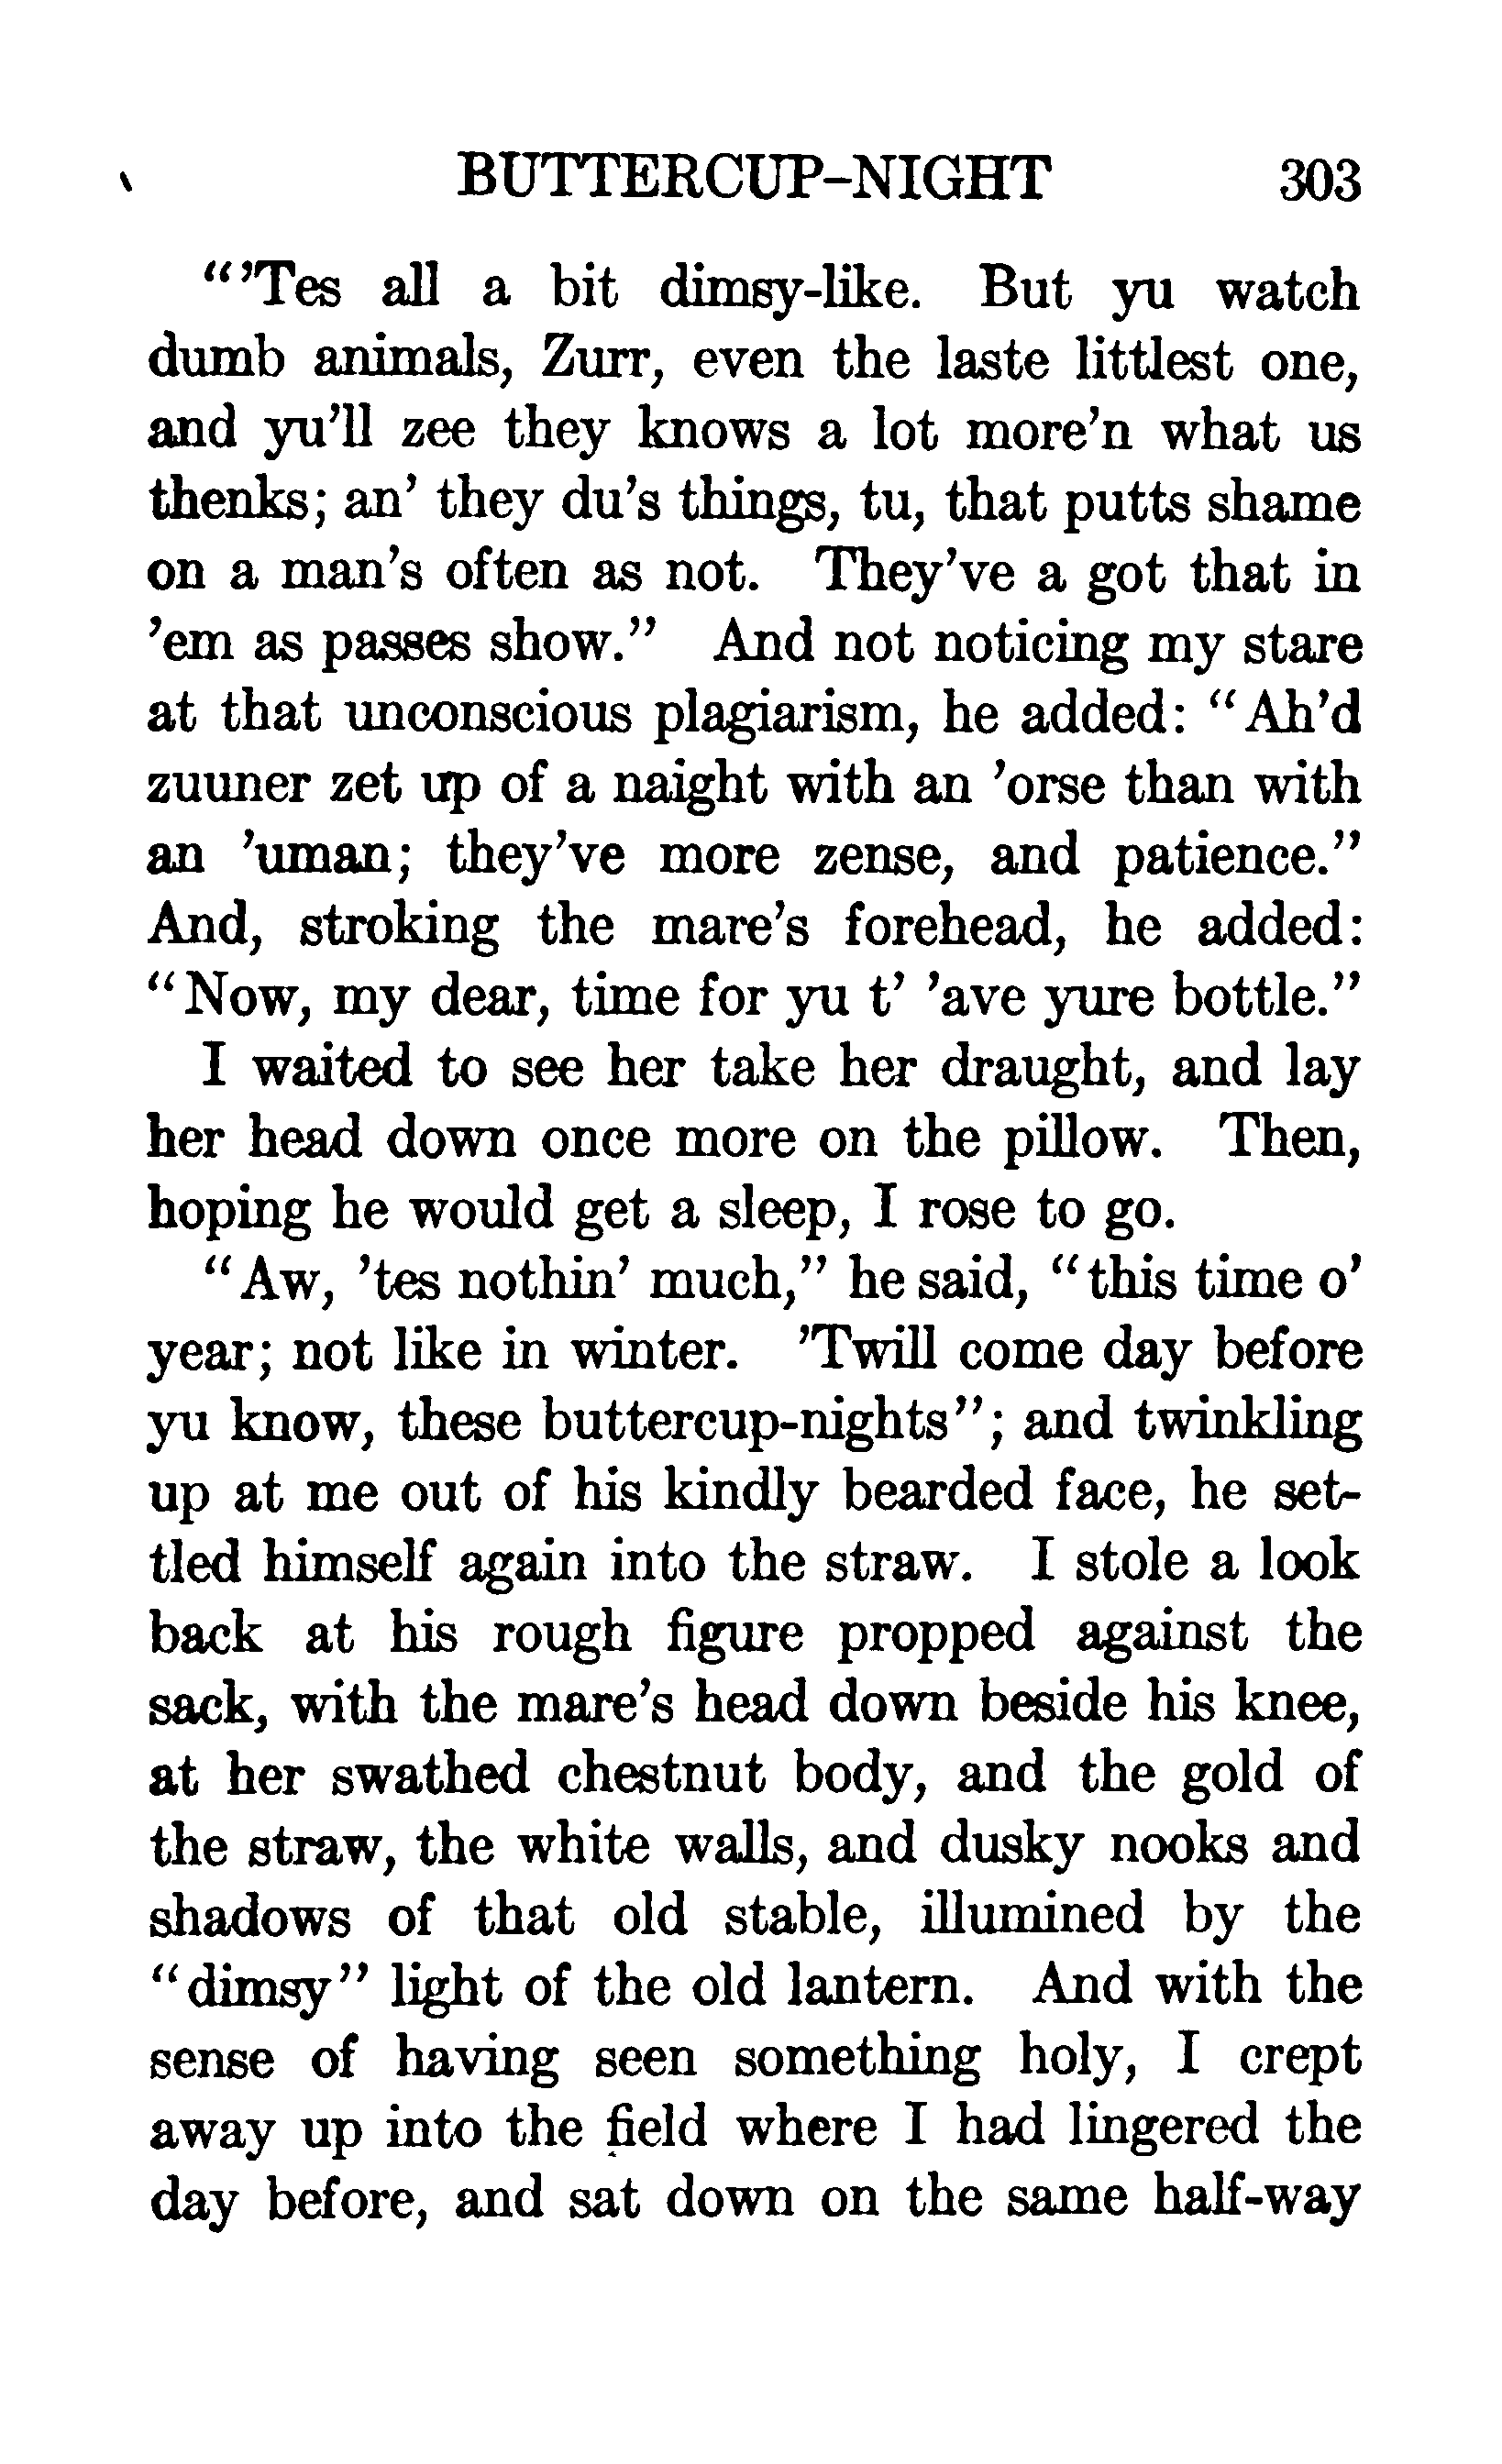 BUTTERCUP-NIGHT 303
"'Tes all a bit dimsy-like. But yu watch
dumb animals, Zurr, even the laste littlest one,
and yu'll zee they knows a lot more'n what us
thenks; an' they du's things, tu, that putts shame
on a man's often as not. They've a got that in
'em as passes show." And not noticing my stare
at that unconscious plagiarism, he added: "Ah'd
zuuner zet up of a naight with an 'orse than with
an 'uman; they've more zense, and patience."
And, stroking the mare's forehead, he added:
"Now, my dear, time for yu t' 'ave yure bottle."
I waited to see her take her draught, and lay
her head down once more on the pillow. Then,
hoping he would get a sleep, I rose to go.
"Aw, 'tes nothin' much," he said, "this time o'
year; not like in winter. 'Twill come day before
yu know, these buttercup-nights"; and twinkling
up at me out of his kindly bearded face, he set-
tled himself again into the straw. I stole a look
back at his rough figure propped against the
sack, with the mare's head down beside his knee,
at her swathed chestnut body, and the gold of
the straw, the white walls, and dusky nooks and
shadows of that old stable, illumined by the
"dimsy" light of the old lantern. And with the
sense of having seen something holy, I crept
away up into the field where I had lingered the
day before, and sat down on the same half-way